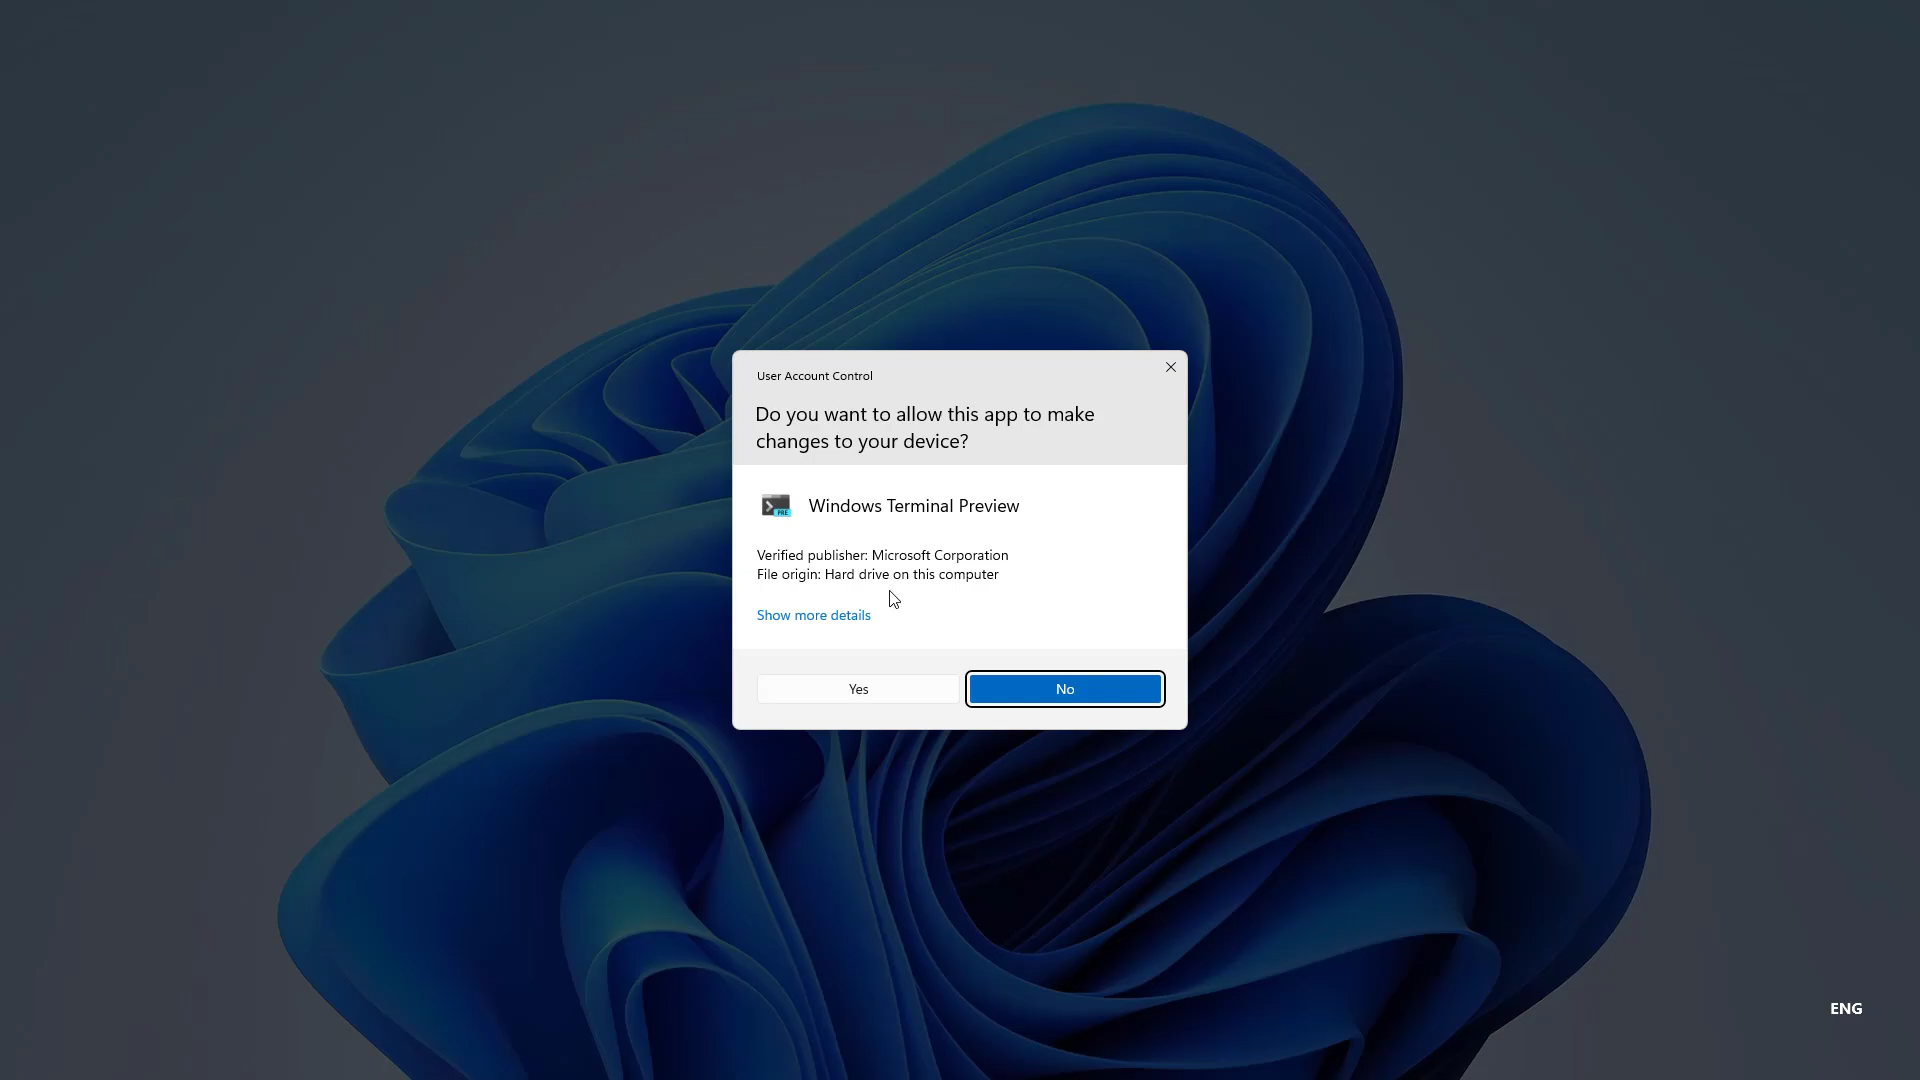 User Account Control
Do you want to allow this app to make
changes to your device?
PRE
Windows Terminal Preview
Verified publisher: Microsoft Corporation
File origin: Hard drive on this computer
Show more details
Yes
No
ENG